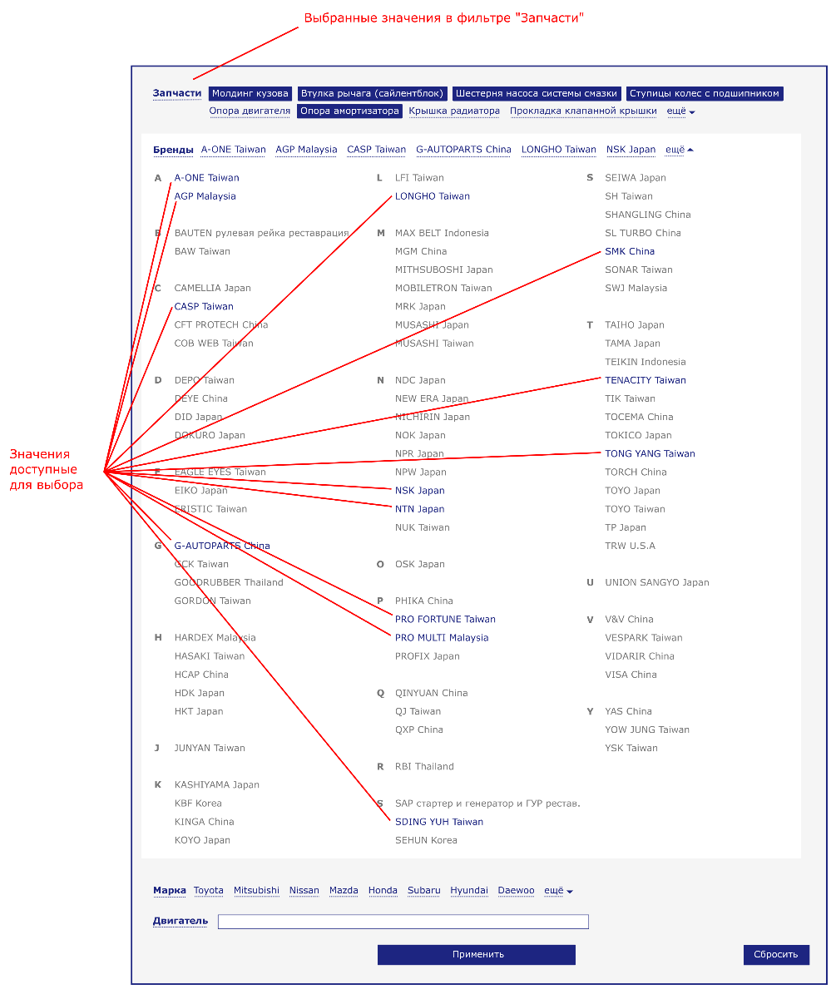 Выбранные значения в фильтре "Запчасти"
Запчасти Молдинг кузова Втулка рычага (сайлентблок) Шестерня насоса системы смазки Ступицы колес с подшипником
Опора двигателя Опора амортизатора Крышка радиатора Прокладка клапанной крышки ещё
Бренды A-ONE Taiwan AGP Malaysia CASP Taiwan G-AUTOPARTS China LONGHO Taiwan NSK Japan ещё
A A-ONE Taiwan
AGP Malaysia
B BAUTEN рулевая рейка реставрация
BAW Taiwan
C CAMELLIA Japan
CASP Taiwan
CFT PROTECH China
COB WEB Taiwan
D DEPO Taiwan
DEYE China
DID Japan
DOKURO Japan
E EAGLE EYES Taiwan
EIKO Japan
ERISTIC Taiwan
G G-AUTOPARTS China
GCK Taiwan
GOODRUBBER Thailand
GORDON Taiwan
H HARDEX Malaysia
HASAKI Taiwan
HCAP China
HDK Japan
HKT Japan
J JUNYAN Taiwan
K KASHIYAMA Japan
KBF Korea
KINGA China
KOYO Japan
L LFI Taiwan
LONGHO Taiwan
M MAX BELT Indonesia
MGM China
MITHSUBOSHI Japan
MOBILETRON Taiwan
MRK Japan
MUSASHI Japan
MUSASHI Taiwan
N NDC Japan
NEW ERA Japan
NICHIRIN Japan
NOK Japan
NPR Japan
NPW Japan
NSK Japan
NTN Japan
NUK Taiwan
O OSK Japan
P PHIKA China
PRO FORTUNE Taiwan
PRO MULTI Malaysia
PROFIX Japan
Q QINYUAN China
QJ Taiwan
QXP China
R RBI Thailand
S SAP стартер и генератор и ГУР рестав.
SDING YUH Taiwan
SEHUN Korea
S SEIWA Japan
SH Taiwan
SHANGLING China
SL TURBO China
SMK China
SONAR Taiwan
SWJ Malaysia
T TAIHO Japan
TAMA Japan
TEIKIN Indonesia
TENACITY Taiwan
TIK Taiwan
TOCEMA China
TOKICO Japan
TONG YANG Taiwan
TORCH China
TOYO Japan
TOYO Taiwan
TP Japan
TRW U.S.A
U UNION SANGYO Japan
V V&V China
VESPARK Taiwan
VIDARIR China
VISA China
Y YAS China
YOW JUNG Taiwan
YSK Taiwan
Значения
доступные
для выбора
Марка Toyota Mitsubishi Nissan Mazda Honda Subaru Hyundai Daewoo ещё
Двигатель
Применить Сбросить